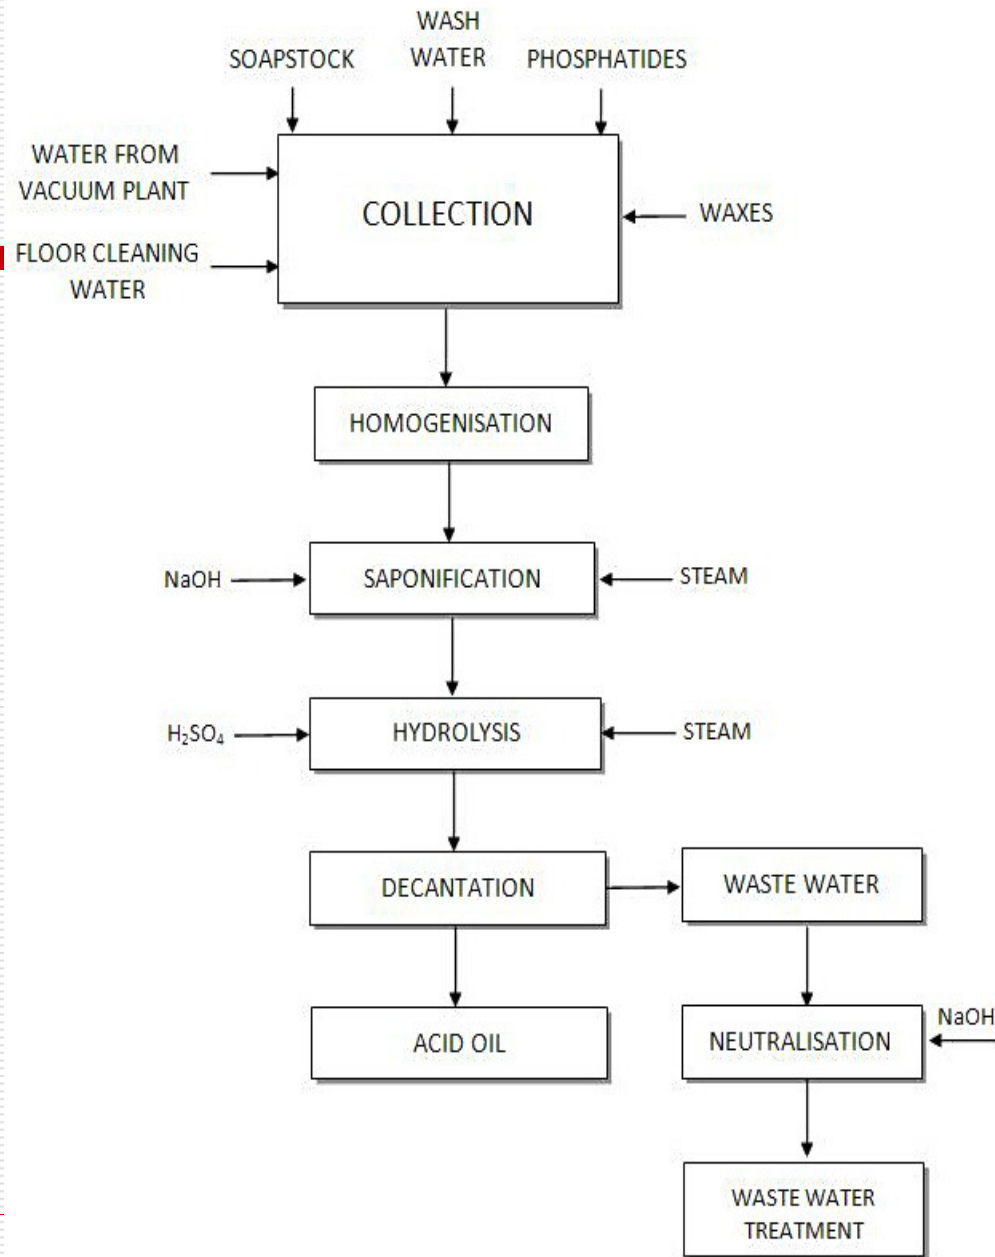 WASH
WATER
SOAPSTOCK
PHOSPHATIDES
WATER FROM
VACUUM PLANT
COLLECTION
WAXES
FLOOR CLEANING
WATER
HOMOGENISATION
NaOH
SAPONIFICATION
STEAM
H₂SO₄
HYDROLYSIS
STEAM
DECANTATION
WASTE WATER
ACID OIL
NEUTRALISATION
NaOH
WASTE WATER
TREATMENT